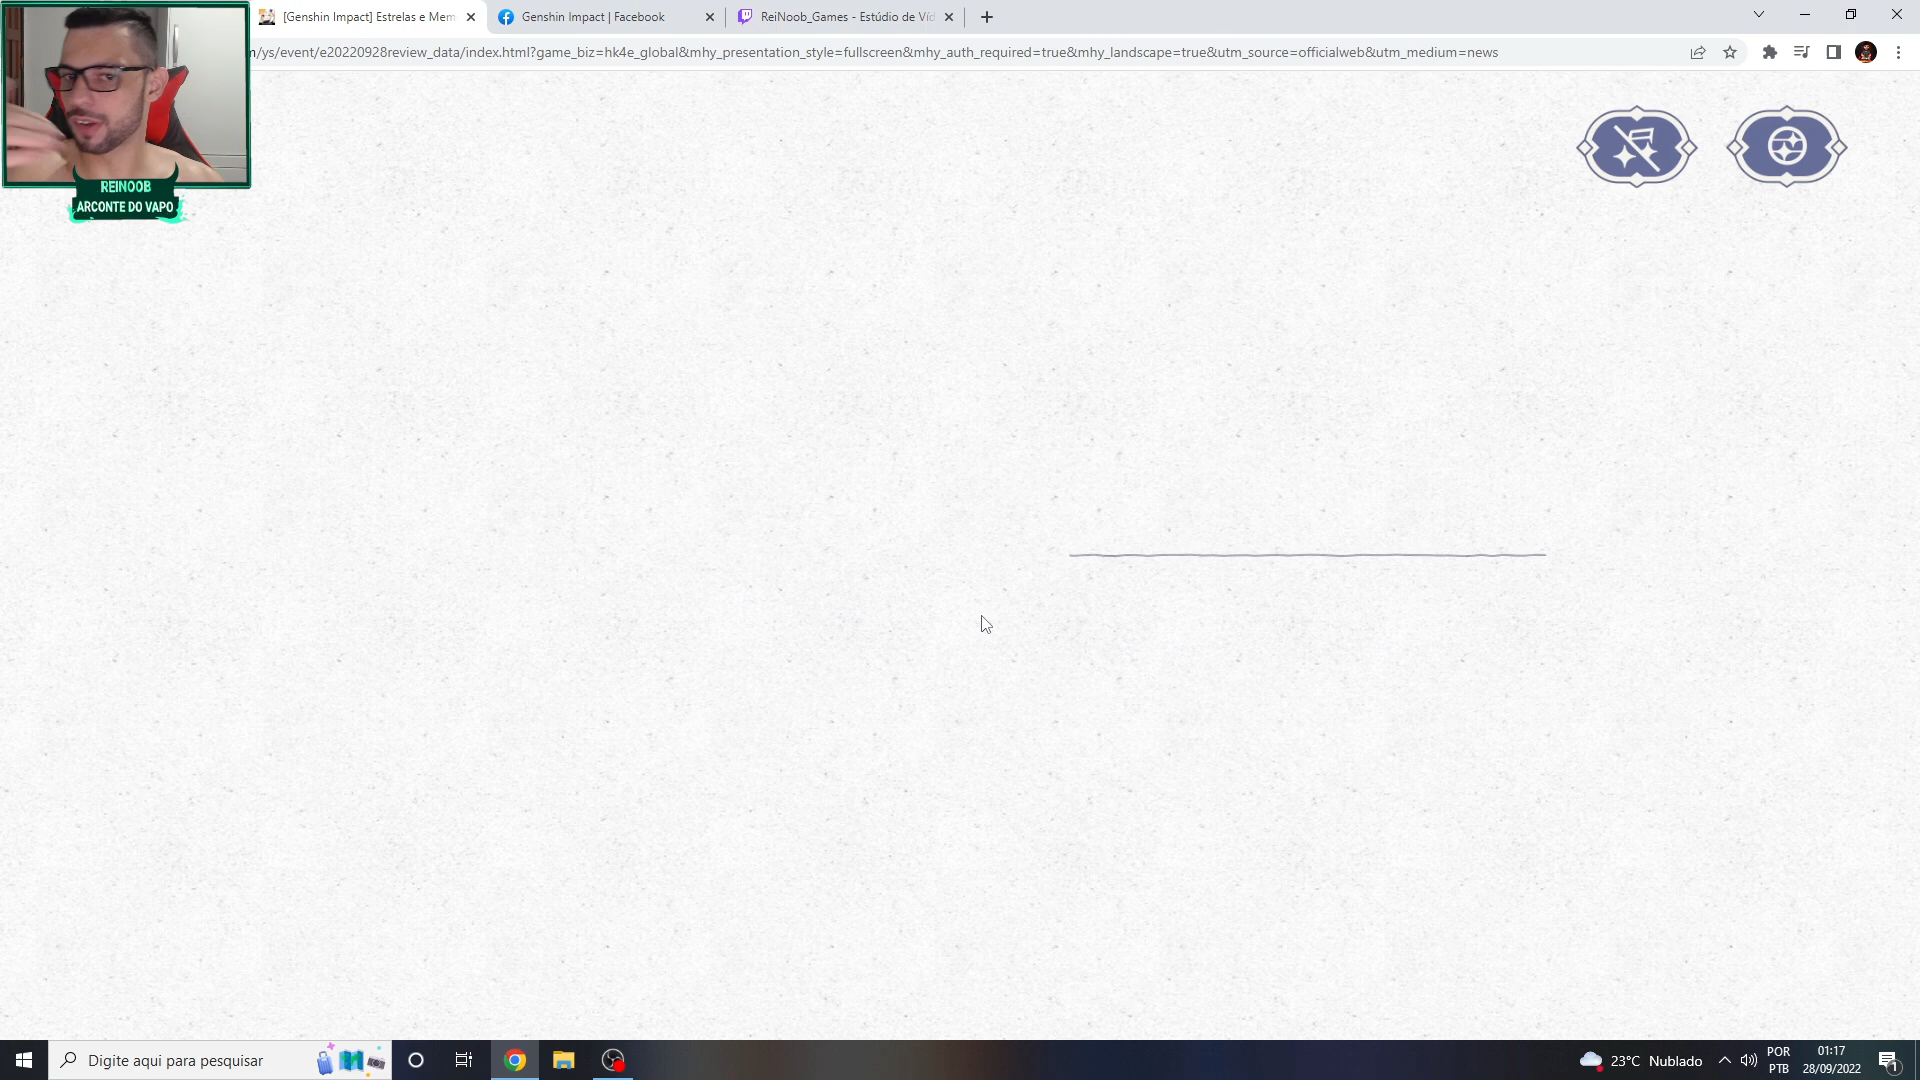 [Genshin Impact] Estrelas e Mem
Genshin Impact | Facebook
ReiNoob_Games - Estúdio de Víd
m/ys/event/e20220928review_data/index.html?game_biz=hk4e_global&mhy_presentation_style=fullscreen&mhy_auth_required=true&mhy_landscape=true&utm_source=officialweb&utm_medium=news
REINOOB
ARCONTE DO VAPO
Digite aqui para pesquisar
23°C Nublado
POR
PTB
01:17
28/09/2022
1